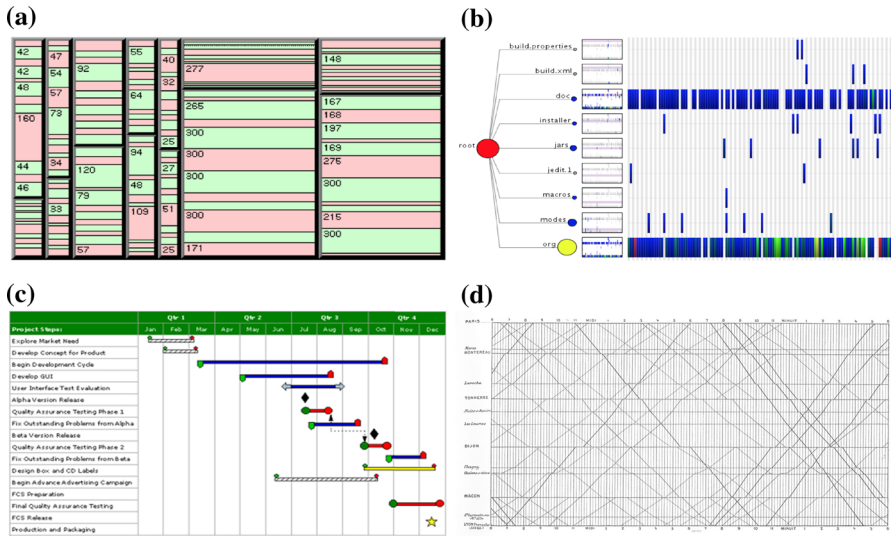 (a)
42
42
48
160
44
46
47
54
57
73
34
33
92
120
79
57
55
64
94
48
109
40
32
25
27
51
25
277
265
300
300
300
171
148
167
168
197
169
275
300
215
300
(b)
build.properties
build.xml
doc
installer
root
jars
jedit.1
macros
modes
org
(c)
Qtr 1 Qtr 2 Qtr 3 Qtr 4
Project Steps: Jan Feb Mar Apr May Jun Jul Aug Sep Oct Nov Dec
Explore Market Need
Develop Concept for Product
Begin Development Cycle
Develop GUI
User Interface Test Evaluation
Alpha Version Release
Quality Assurance Testing Phase 1
Fix Outstanding Problems from Alpha
Beta Version Release
Quality Assurance Testing Phase 2
Fix Outstanding Problems from Beta
Design Box and CD Labels
Begin Advance Advertising Campaign
FCS Preparation
Final Quality Assurance Testing
FCS Release
Production and Packaging
(d)
PARIS
MONTEREAU
Laroche
TONNERRE
DIJON
Chagny
MACON